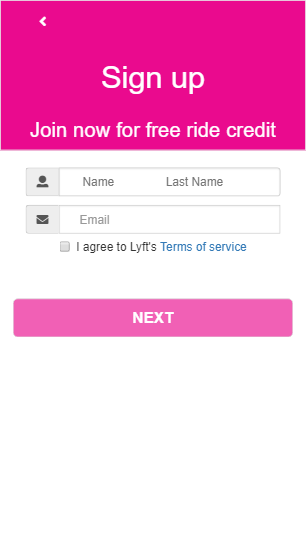 Sign up
Join now for free ride credit
Name Last Name
Email
I agree to Lyft's Terms of service
NEXT